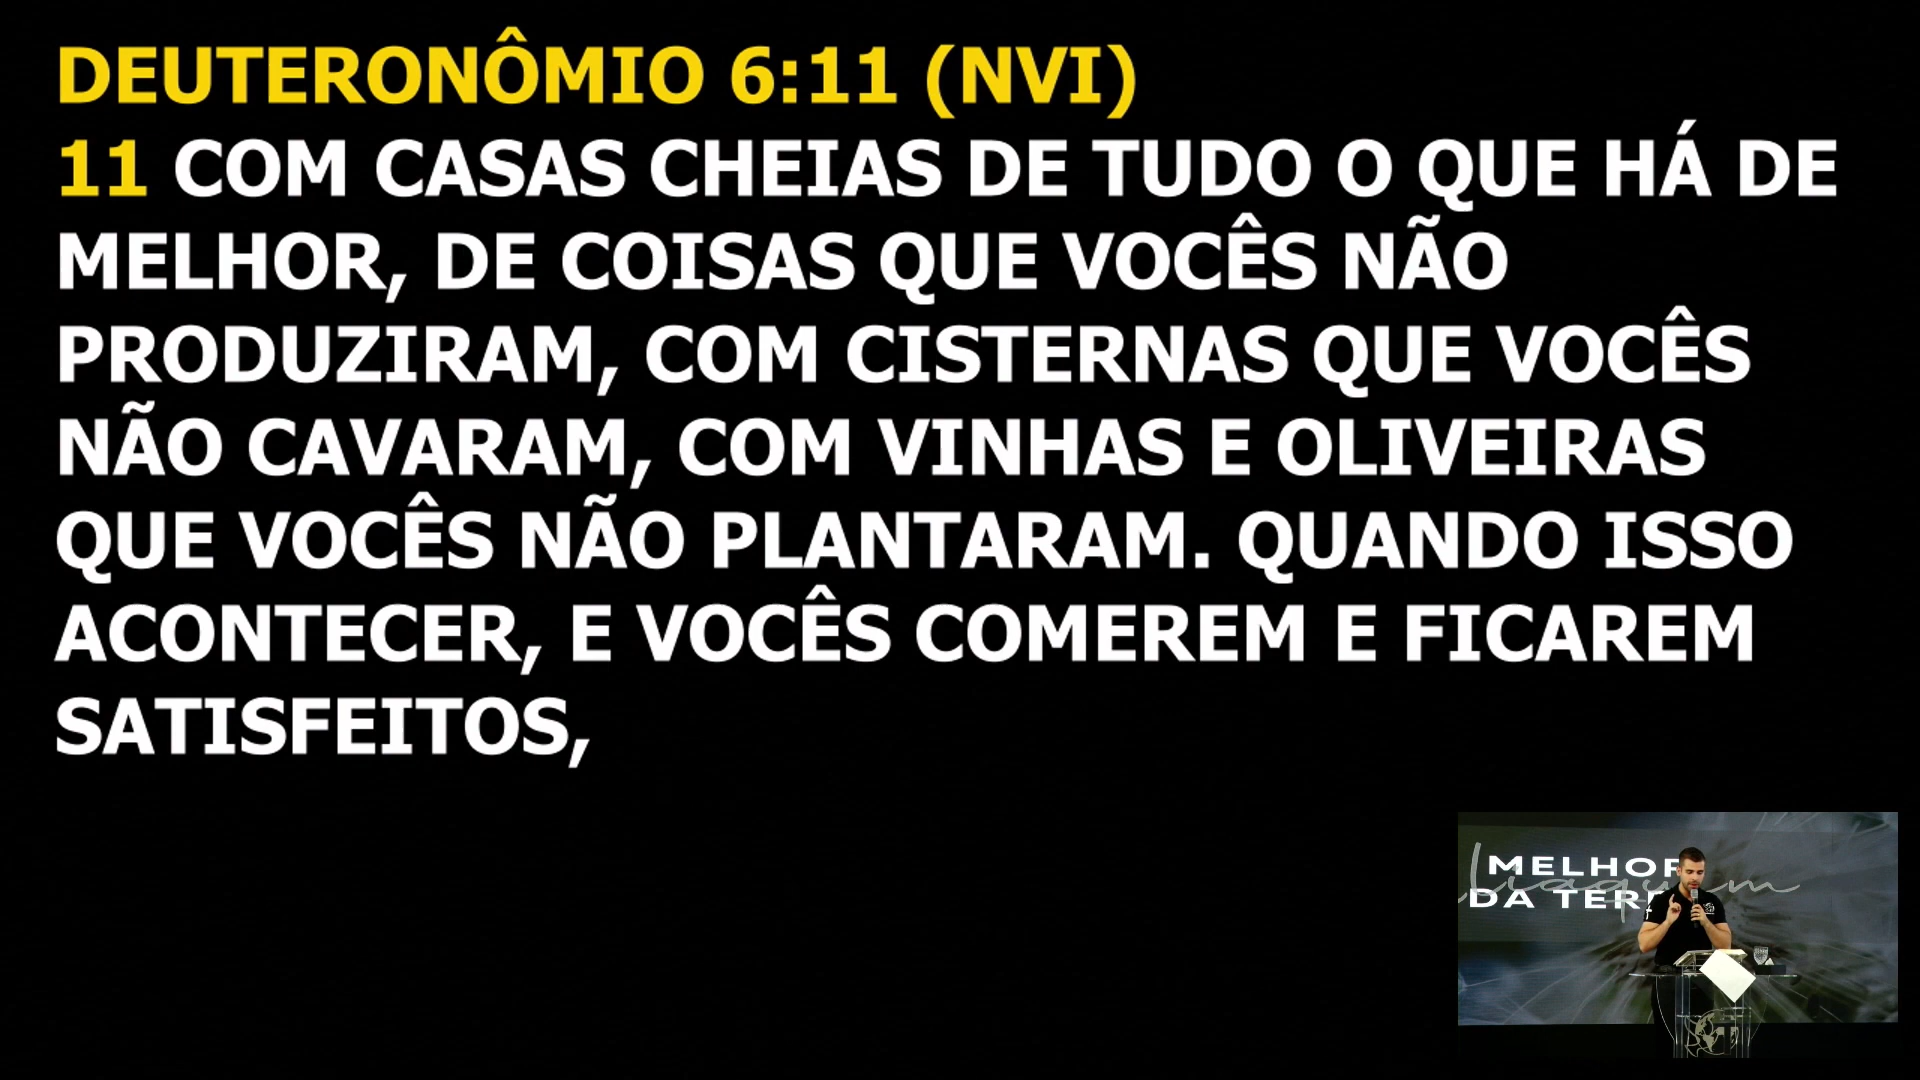 DEUTERONÔMIO 6:11 (NVI)
11 COM CASAS CHEIAS DE TUDO O QUE HÁ DE
MELHOR, DE COISAS QUE VOCÊS NÃO
PRODUZIRAM, COM CISTERNAS QUE VOCÊS
NÃO CAVARAM, COM VINHAS E OLIVEIRAS
QUE VOCÊS NÃO PLANTARAM. QUANDO ISSO
ACONTECER, E VOCÊS COMEREM E FICAREM
SATISFEITOS,
MELHOR
DA